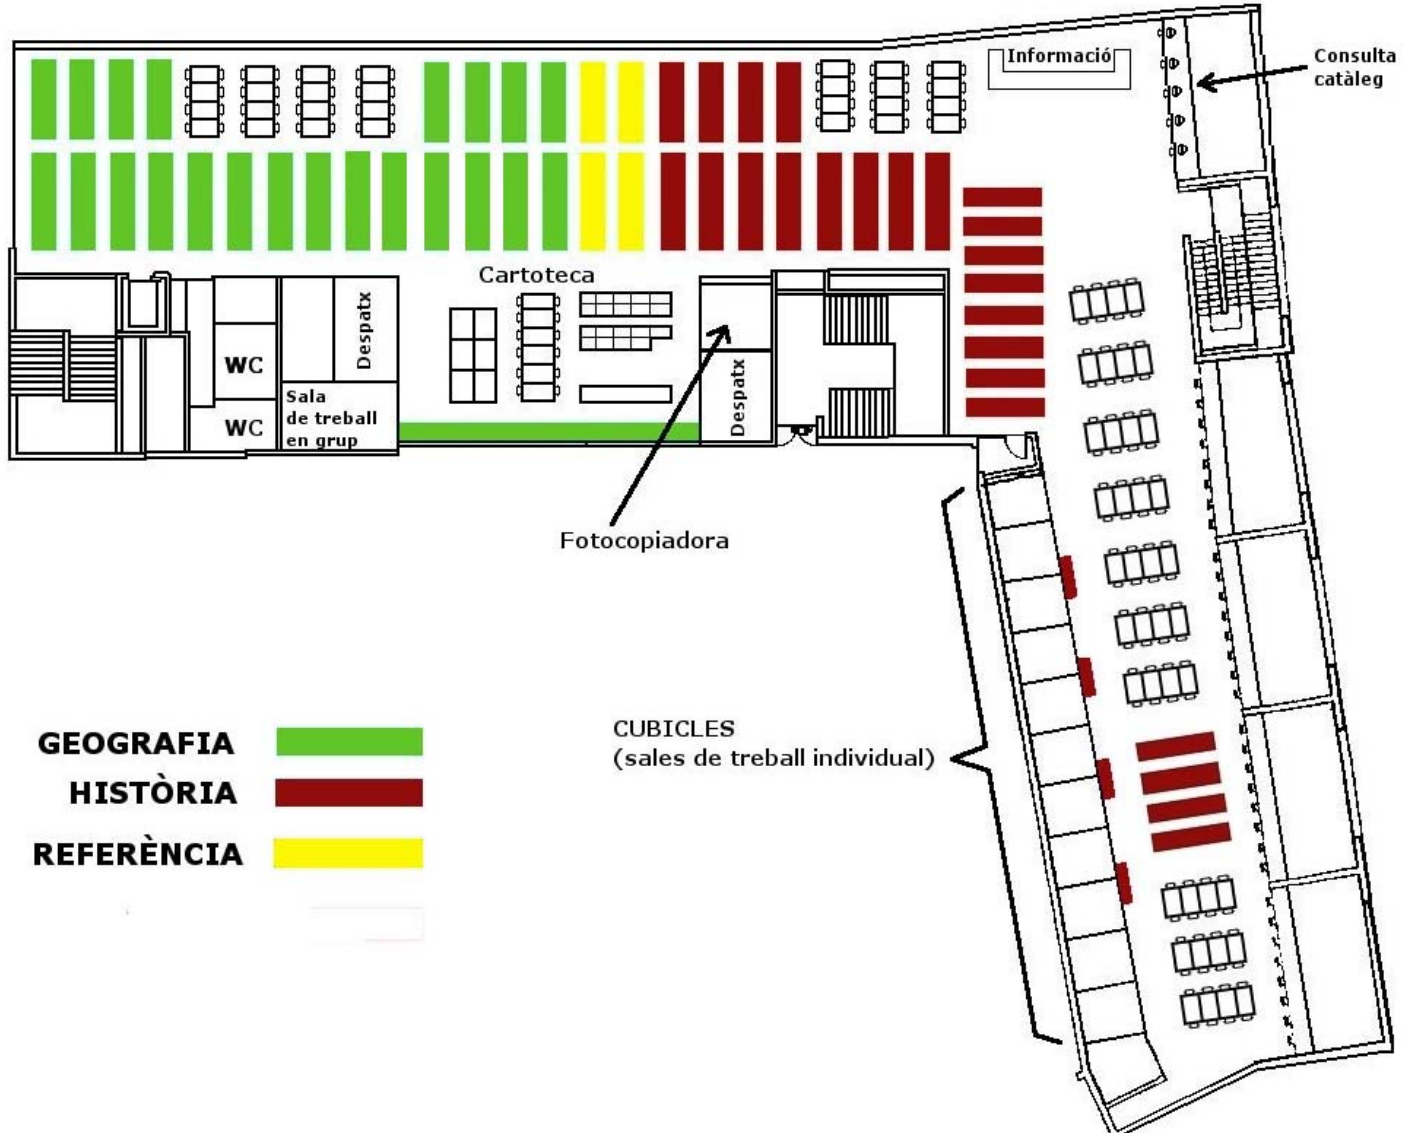 Informació
Consulta
catàleg
Cartoteca
Despatx
WC
Sala
de treball
en grup
WC
Despatx
Fotocopiadora
CUBICLES
(sales de treball individual)
GEOGRAFIA
HISTÒRIA
REFERÈNCIA